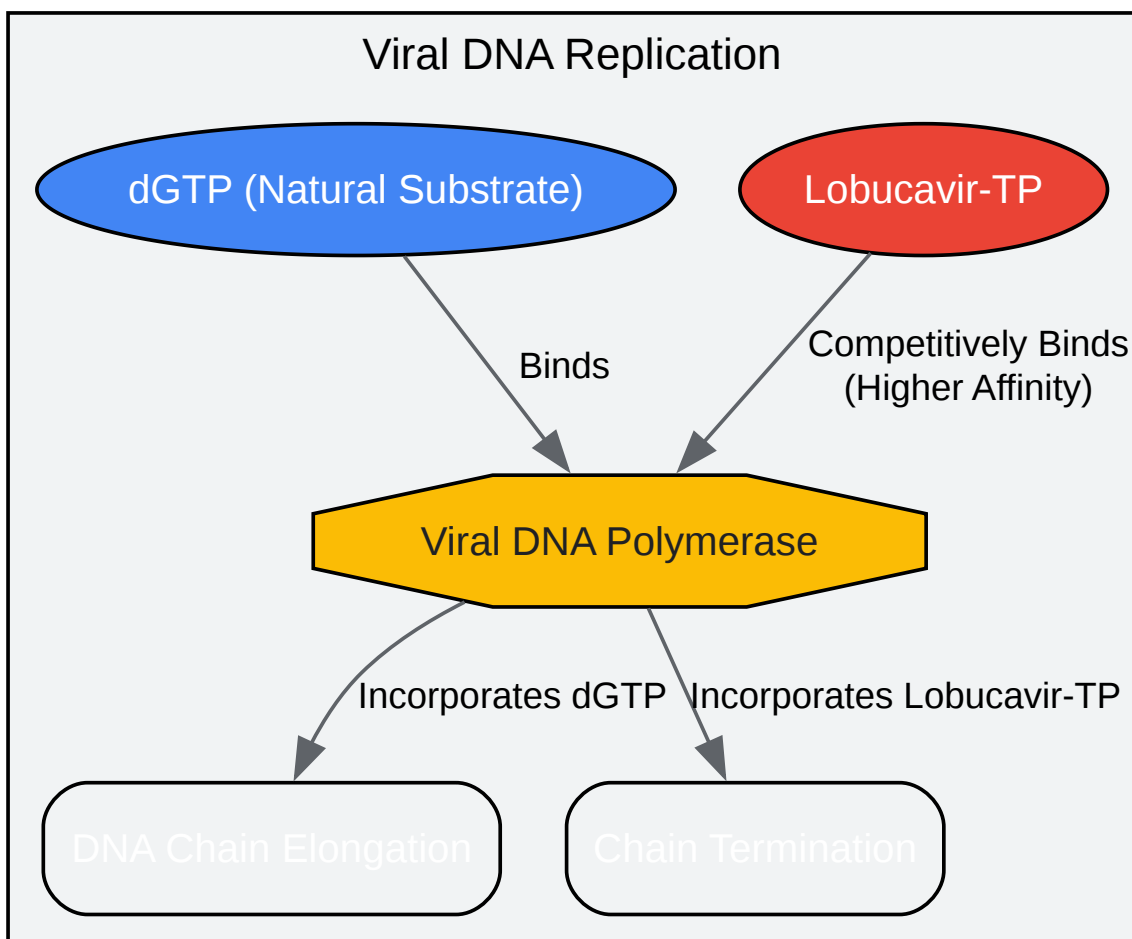 Viral DNA Replication
dGTP (Natural Substrate)
Lobucavir-TP
Binds
Competitively Binds
(Higher Affinity)
Viral DNA Polymerase
Incorporates dGTP
Incorporates Lobucavir-TP
DNA Chain Elongation
Chain Termination